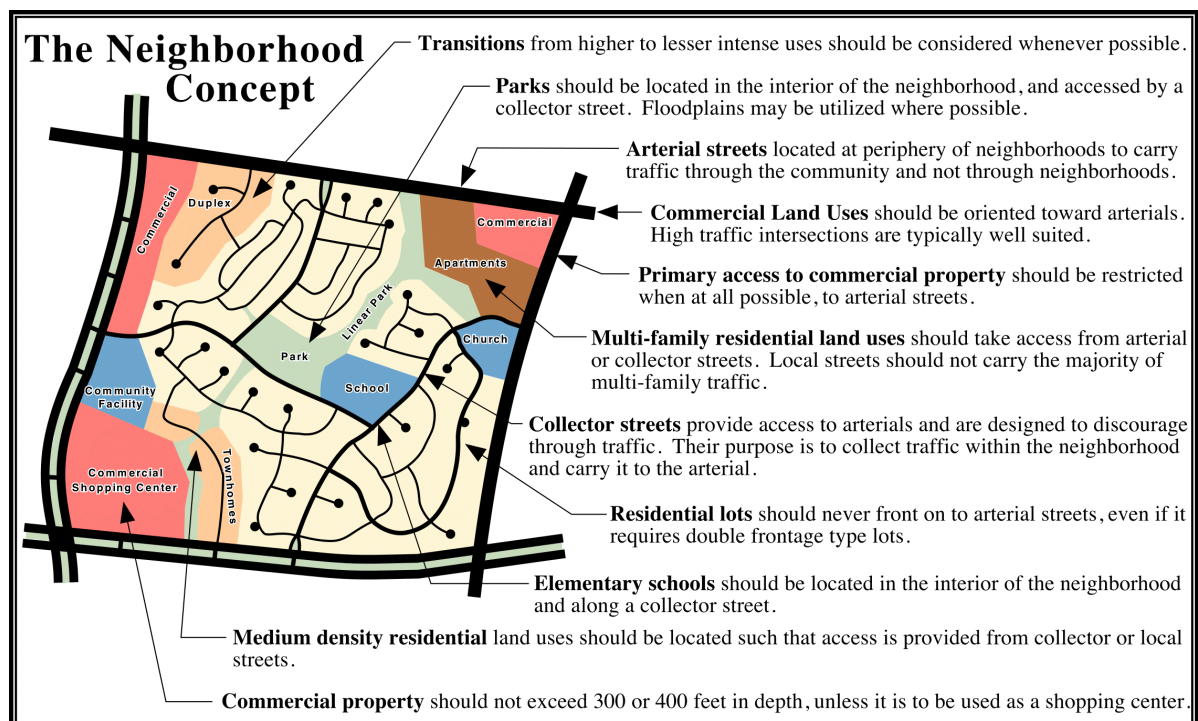 The Neighborhood
Concept
Transitions from higher to lesser intense uses should be considered whenever possible.
Parks should be located in the interior of the neighborhood, and accessed by a
collector street. Floodplains may be utilized where possible.
Arterial streets located at periphery of neighborhoods to carry
traffic through the community and not through neighborhoods.
Commercial Land Uses should be oriented toward arterials.
High traffic intersections are typically well suited.
Primary access to commercial property should be restricted
when at all possible, to arterial streets.
Multi-family residential land uses should take access from arterial
or collector streets. Local streets should not carry the majority of
multi-family traffic.
Collector streets provide access to arterials and are designed to discourage
through traffic. Their purpose is to collect traffic within the neighborhood
and carry it to the arterial.
Residential lots should never front on to arterial streets, even if it
requires double frontage type lots.
Elementary schools should be located in the interior of the neighborhood
and along a collector street.
Medium density residential land uses should be located such that access is provided from collector or local
streets.
Commercial property should not exceed 300 or 400 feet in depth, unless it is to be used as a shopping center.
Commercial
Duplex
Commercial
Apartments
Linear Park
Church
Park
School
Community
Facility
Commercial
Shopping Center
Townhomes